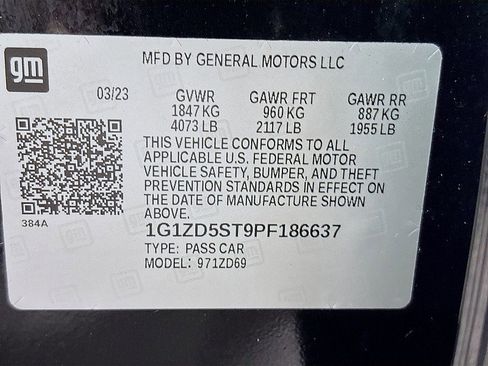 gm
MFD BY GENERAL MOTORS LLC
03/23 GVWR GAWR FRT GAWR RR
1847 KG 960 KG 887 KG
4073 LB 2117 LB 1955 LB
THIS VEHICLE CONFORMS TO ALL
APPLICABLE U.S. FEDERAL MOTOR
VEHICLE SAFETY, BUMPER, AND THEFT
PREVENTION STANDARDS IN EFFECT ON
THE DATE OF MANUFACTURE SHOWN
ABOVE.
384A
1G1ZD5ST9PF186637
TYPE: PASS CAR
MODEL: 971ZD69